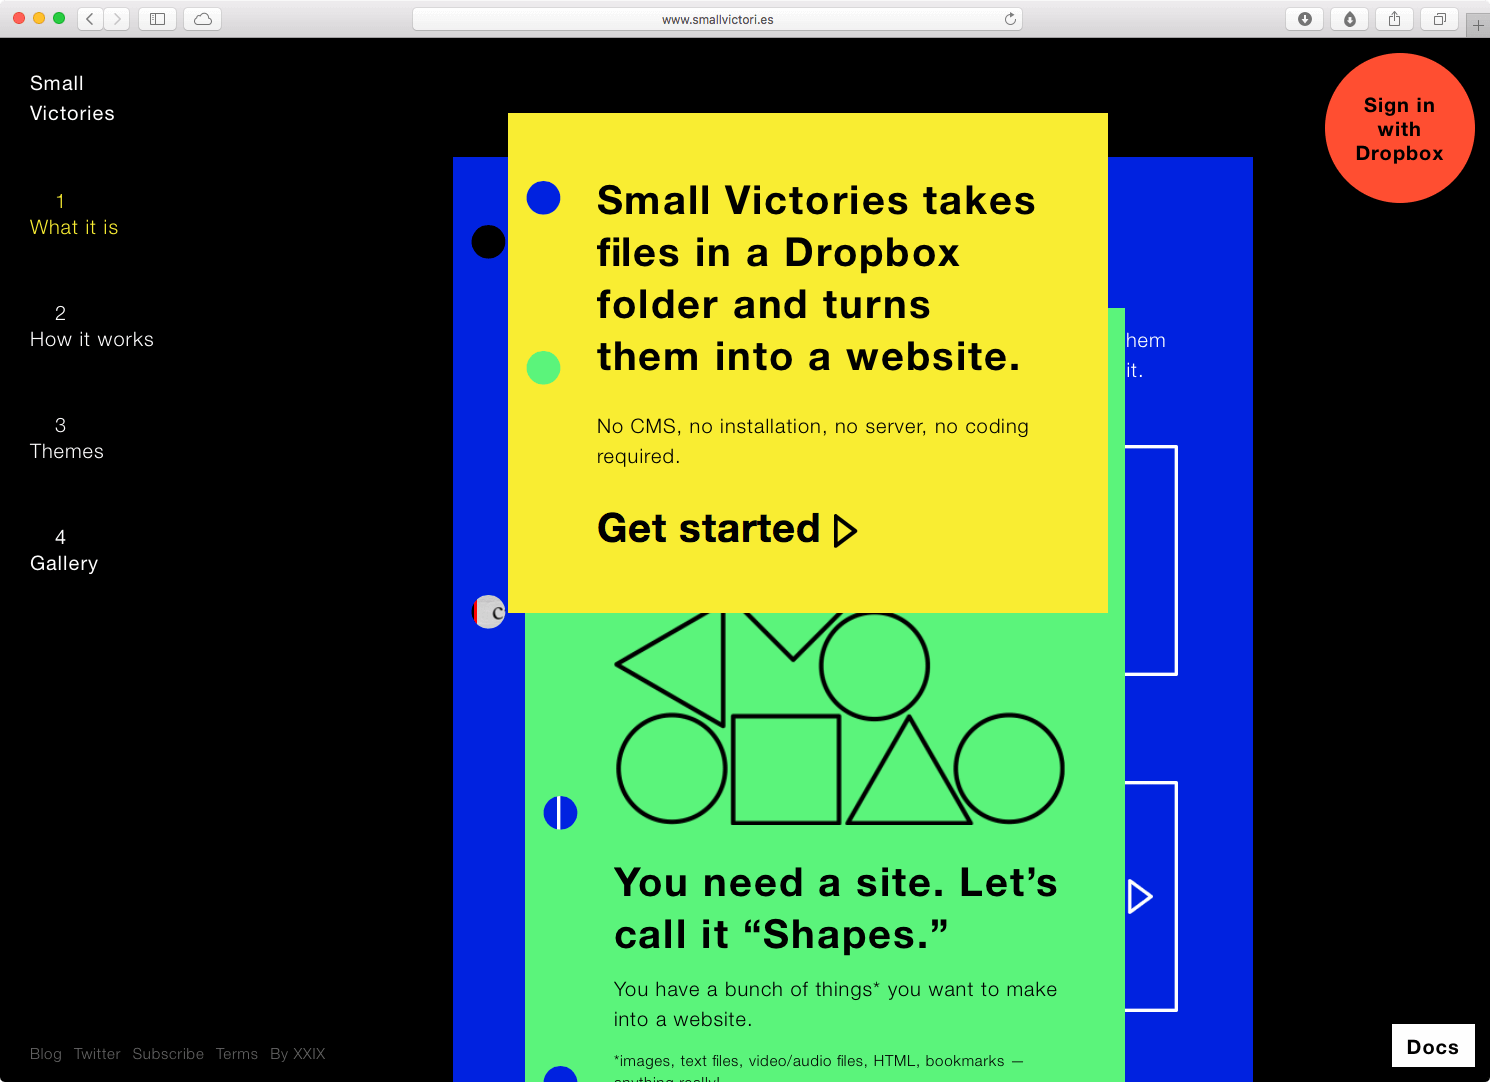 www.smallvictori.es
Small
Victories
Sign in
with
Dropbox
1
What it is
2
How it works
3
Themes
4
Gallery
Small Victories takes
files in a Dropbox
folder and turns
them into a website.
No CMS, no installation, no server, no coding
required.
Get started
hem
it.
c
You need a site. Let’s
call it “Shapes.”
You have a bunch of things* you want to make
into a website.
*images, text files, video/audio files, HTML, bookmarks —
anything really!
Blog Twitter Subscribe Terms By XXIX
Docs